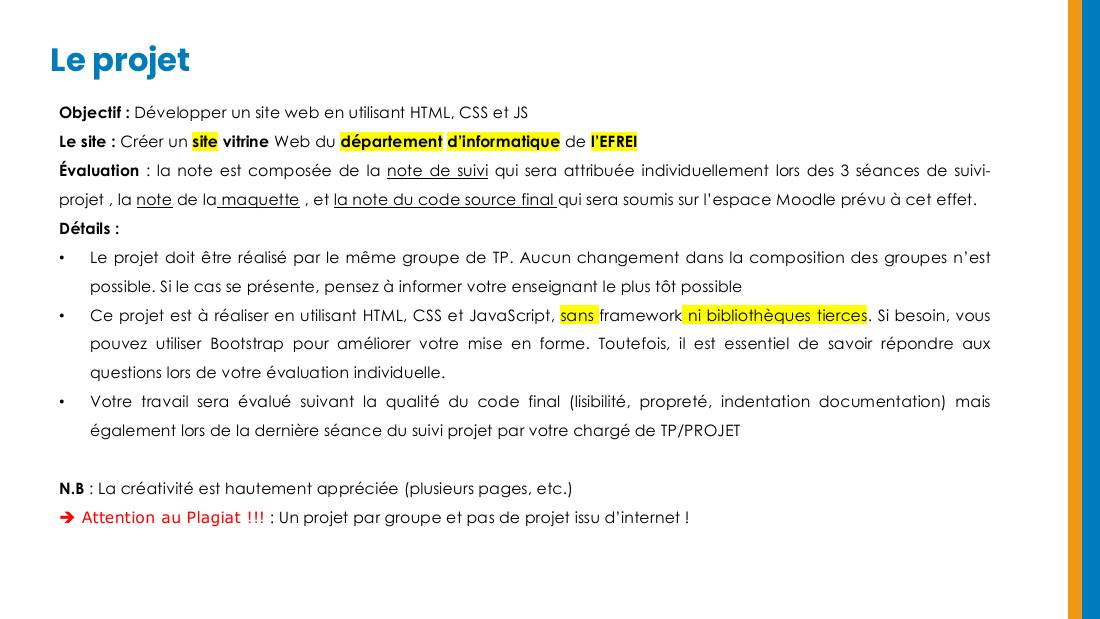 Le projet
Objectif : Développer un site web en utilisant HTML, CSS et JS
Le site : Créer un site vitrine Web du département d'informatique de l'EFREI
Évaluation : la note est composée de la note de suivi qui sera attribuée individuellement lors des 3 séances de suivi-
projet , la note de la maquette , et la note du code source final qui sera soumis sur l'espace Moodle prévu à cet effet.
Détails :
• Le projet doit être réalisé par le même groupe de TP. Aucun changement dans la composition des groupes n'est
possible. Si le cas se présente, pensez à informer votre enseignant le plus tôt possible
• Ce projet est à réaliser en utilisant HTML, CSS et JavaScript, sans framework ni bibliothèques tierces. Si besoin, vous
pouvez utiliser Bootstrap pour améliorer votre mise en forme. Toutefois, il est essentiel de savoir répondre aux
questions lors de votre évaluation individuelle.
• Votre travail sera évalué suivant la qualité du code final (lisibilité, propreté, indentation documentation) mais
également lors de la dernière séance du suivi projet par votre chargé de TP/PROJET
N.B : La créativité est hautement appréciée (plusieurs pages, etc.)
➔ Attention au Plagiat !!! : Un projet par groupe et pas de projet issu d'internet !